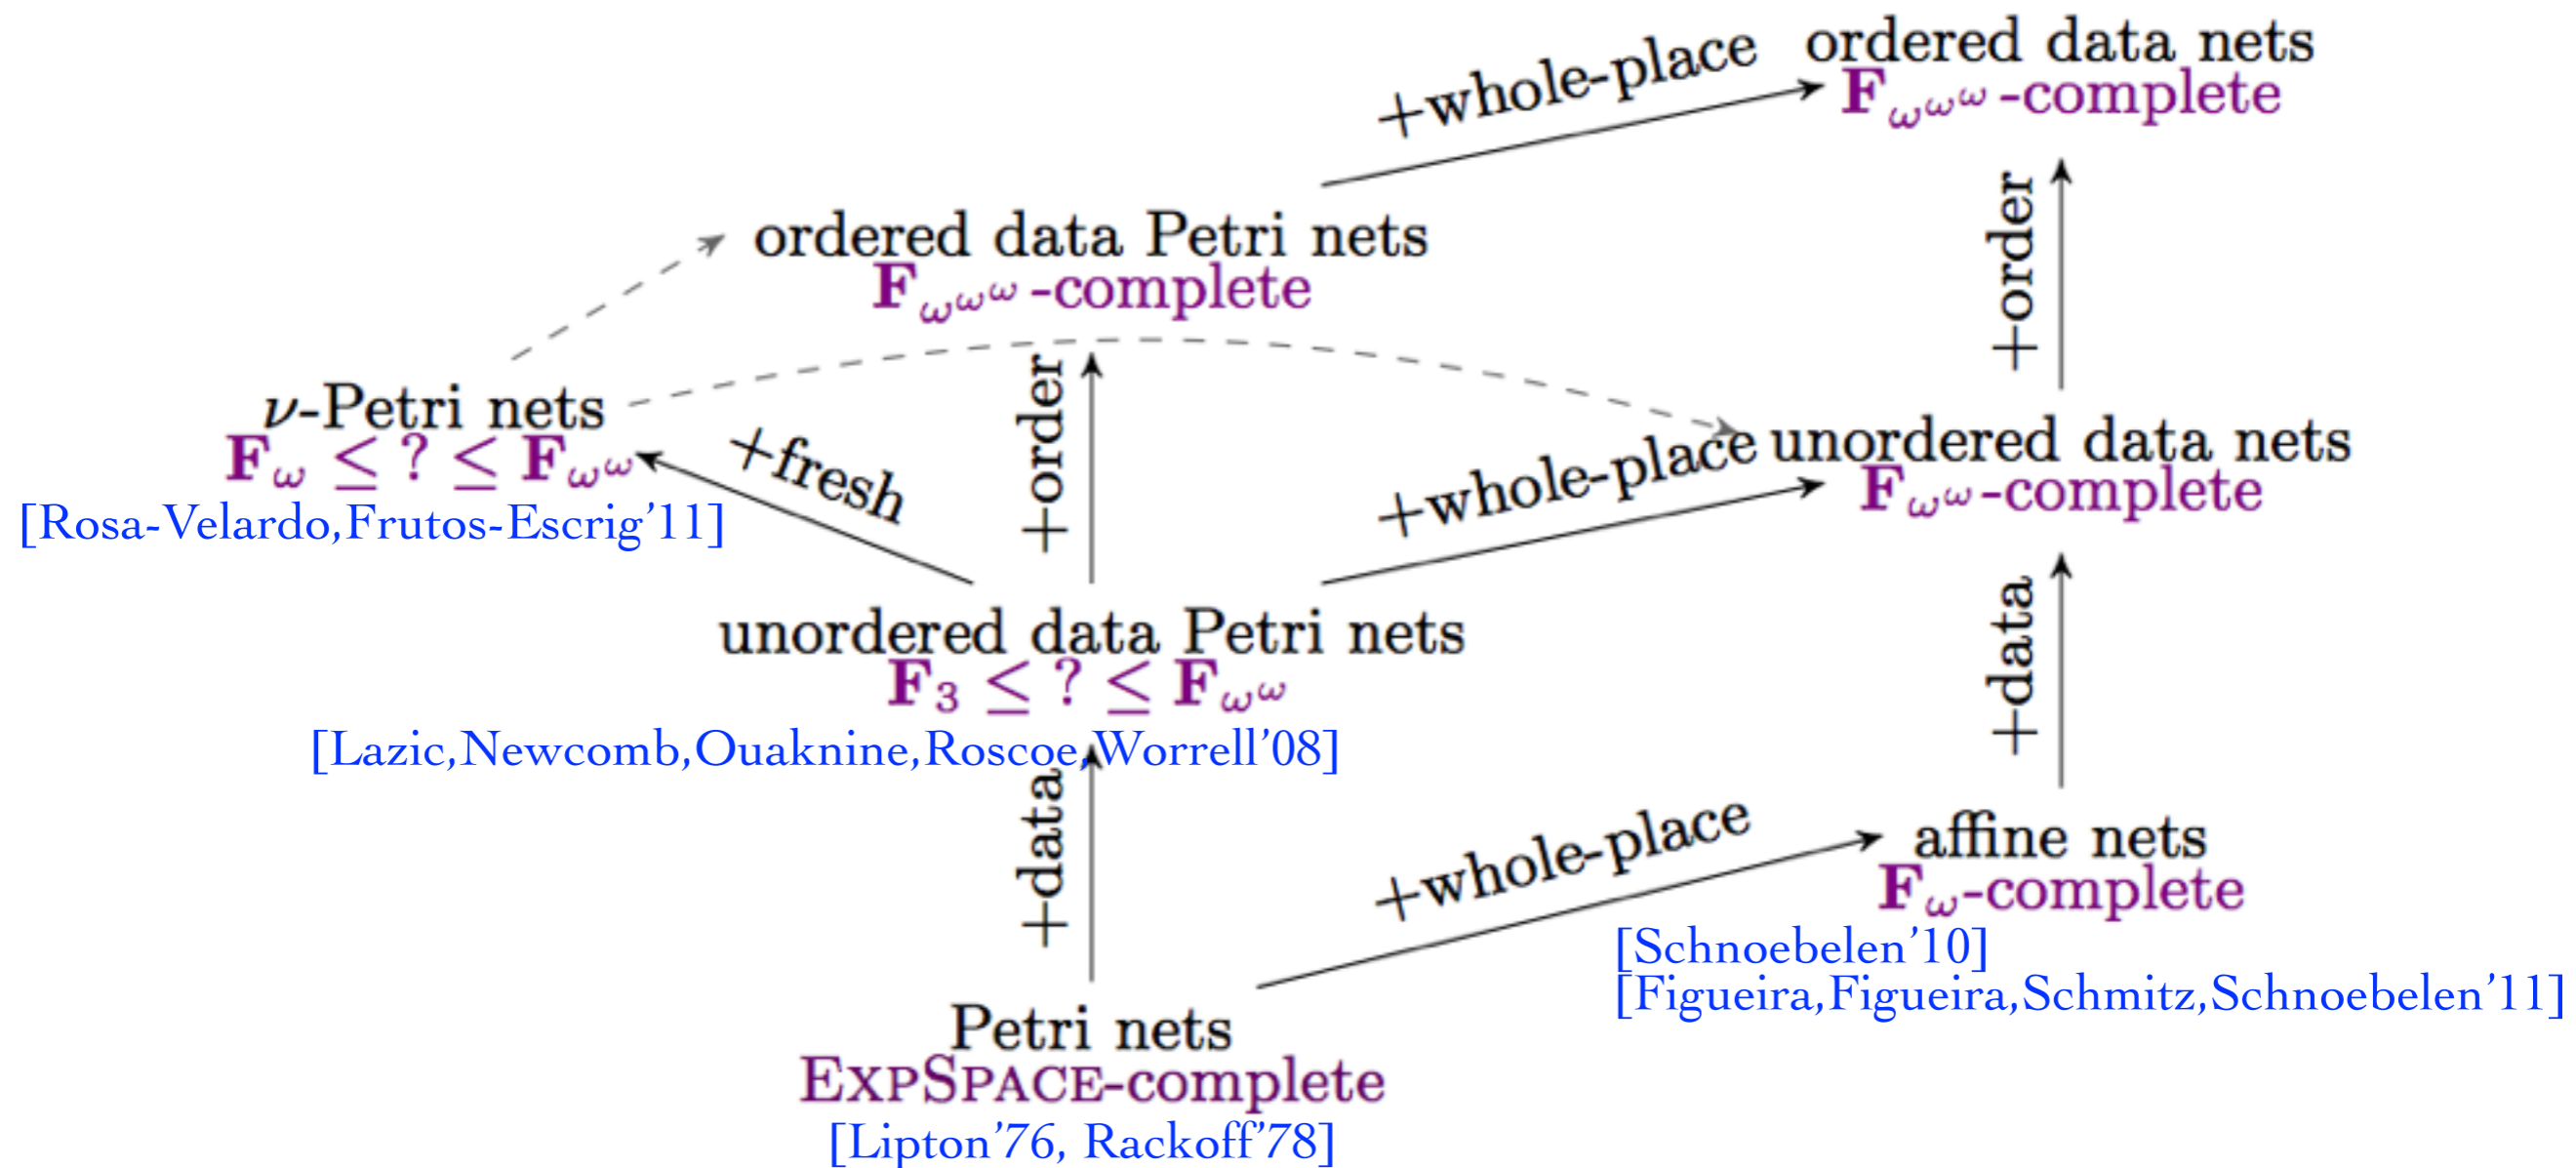 +whole-place
ordered data nets
F_{ω^{ω^ω}}-complete
ordered data Petri nets
F_{ω^{ω^ω}}-complete
+order
ν-Petri nets
F_ω ≤ ? ≤ F_{ω^ω}
[Rosa-Velardo,Frutos-Escrig'11]
+fresh
+order
+whole-place
unordered data nets
F_{ω^ω}-complete
unordered data Petri nets
F_3 ≤ ? ≤ F_{ω^ω}
[Lazic,Newcomb,Ouaknine,Roscoe,Worrell'08]
+data
+data
+whole-place
affine nets
F_ω-complete
[Schnoebelen'10]
[Figueira,Figueira,Schmitz,Schnoebelen'11]
Petri nets
EXPSPACE-complete
[Lipton'76, Rackoff'78]